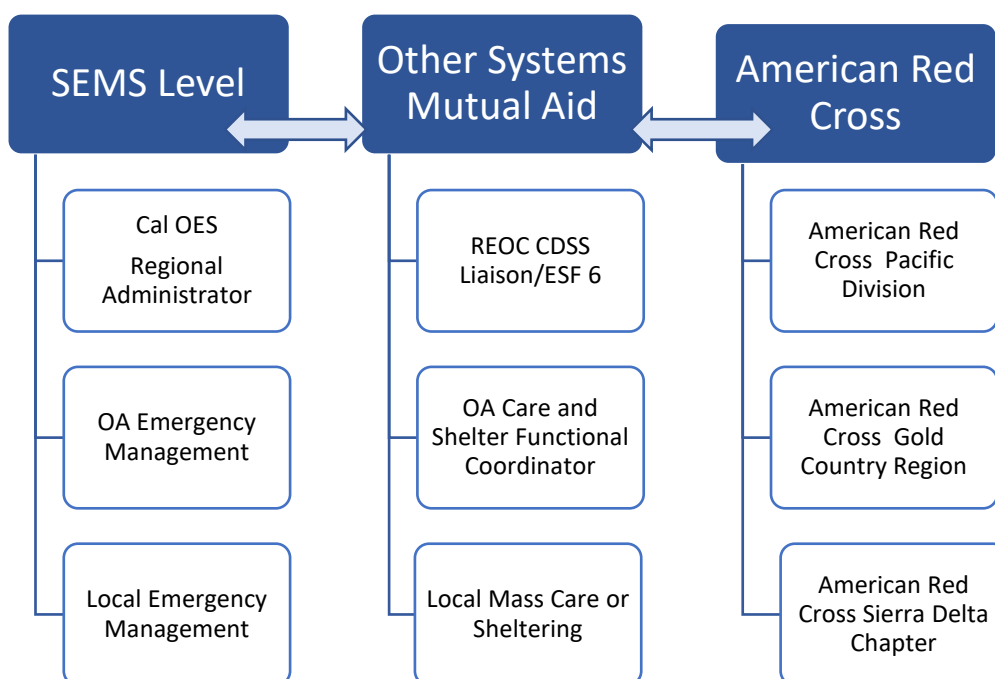 SEMS Level
Cal OES
Regional
Administrator
OA Emergency
Management
Local Emergency
Management
Other Systems
Mutual Aid
REOC CDSS
Liaison/ESF 6
OA Care and
Shelter Functional
Coordinator
Local Mass Care or
Sheltering
American Red
Cross
American Red
Cross Pacific
Division
American Red
Cross Gold
Country Region
American Red
Cross Sierra Delta
Chapter